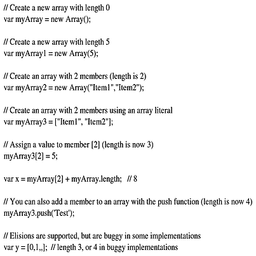 // Create a new array with length 0
var myArray = new Array();
// Create a new array with length 5
var myArray1 = new Array(5);
// Create an array with 2 members (length is 2)
var myArray2 = new Array("Item1","Item2");
// Create an array with 2 members using an array literal
var myArray3 = ["Item1", "Item2"];
// Assign a value to member [2] (length is now 3)
myArray3[2] = 5;
var x = myArray[2] + myArray.length;   // 8
// You can also add a member to an array with the push function (length is now 4)
myArray3.push('Test');
// Elisions are supported, but are buggy in some implementations
var y = [0,1,,];  // length 3, or 4 in buggy implementations